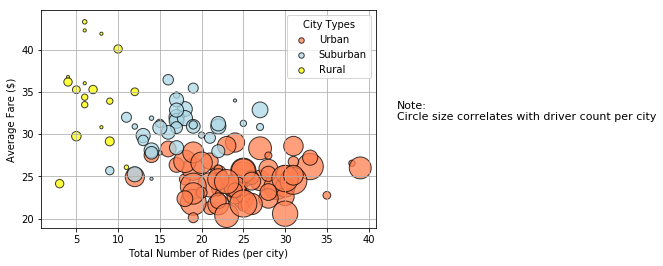 City Types
Urban
Suburban
Rural
40
35
30
25
20
Average Fare ($)
5
10
15
20
25
30
35
40
Total Number of Rides (per city)
Note:
Circle size correlates with driver count per city